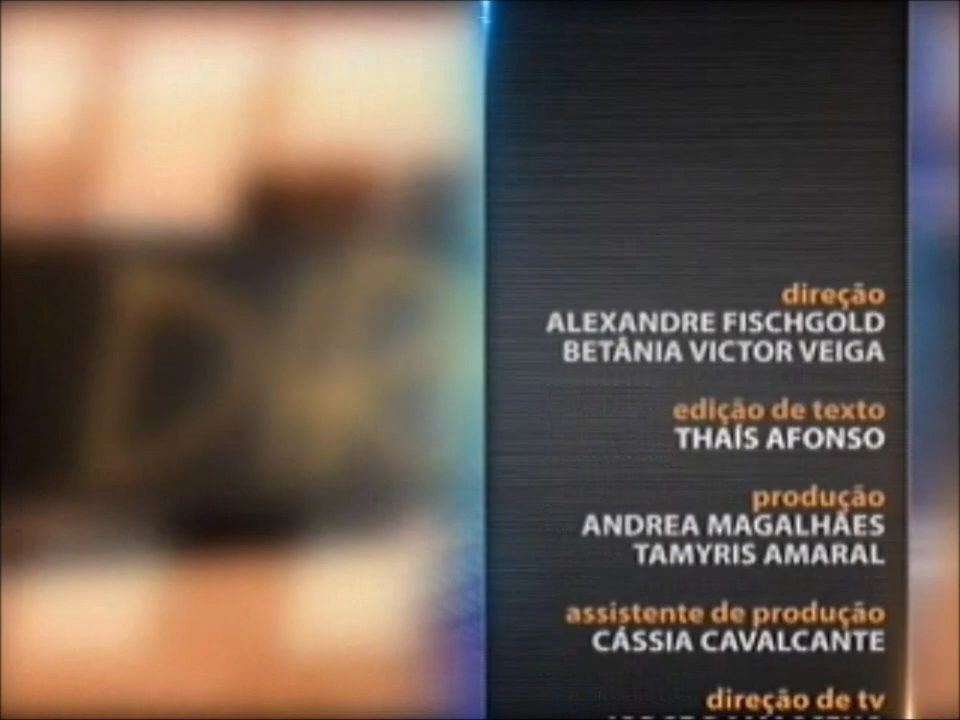 direção
ALEXANDRE FISCHGOLD
BETÂNIA VICTOR VEIGA
edição de texto
THAÍS AFONSO
produção
ANDREA MAGALHÃES
TAMYRIS AMARAL
assistente de produção
CÁSSIA CAVALCANTE
direção de tv